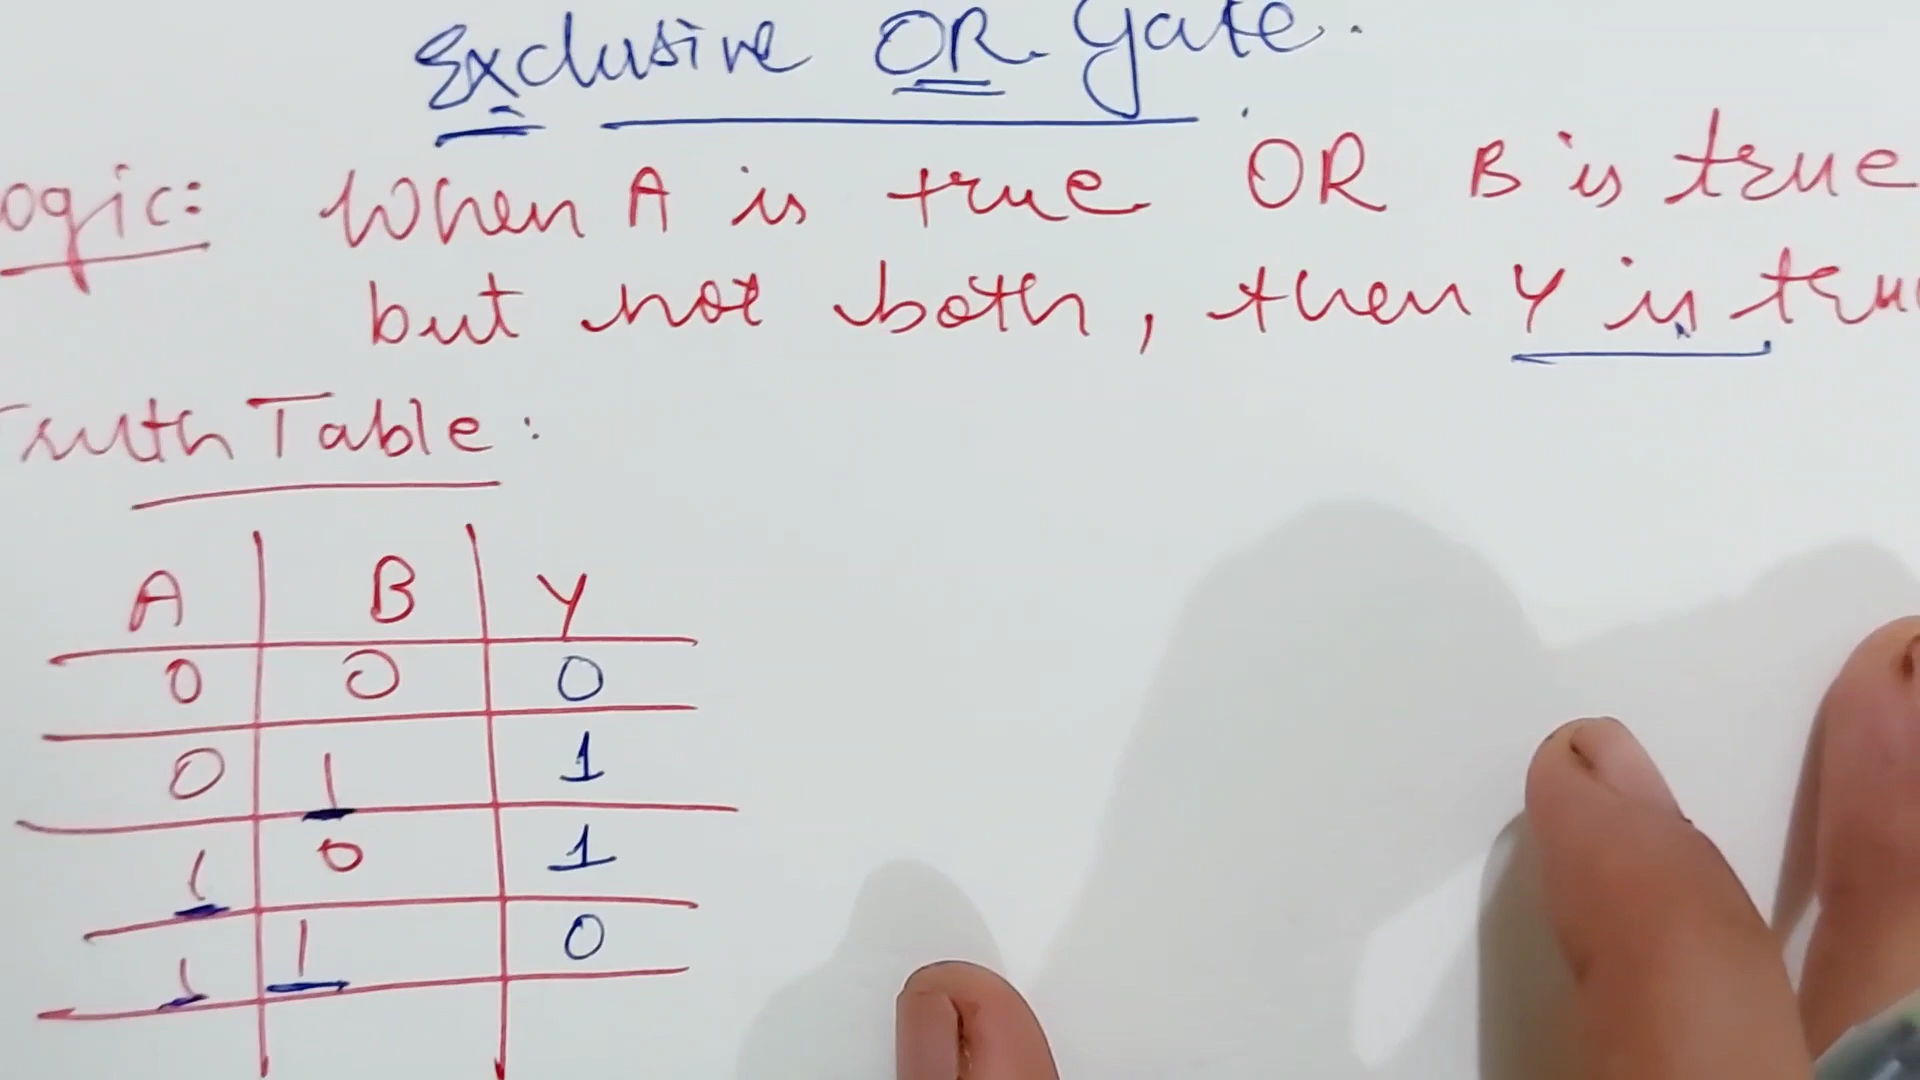 Exclusive OR Gate.
ogic: When A is true OR B is true
but not both, then Y is tru
Truth Table:
A B Y
0 0 0
0 1 1
1 0 1
1 1 0